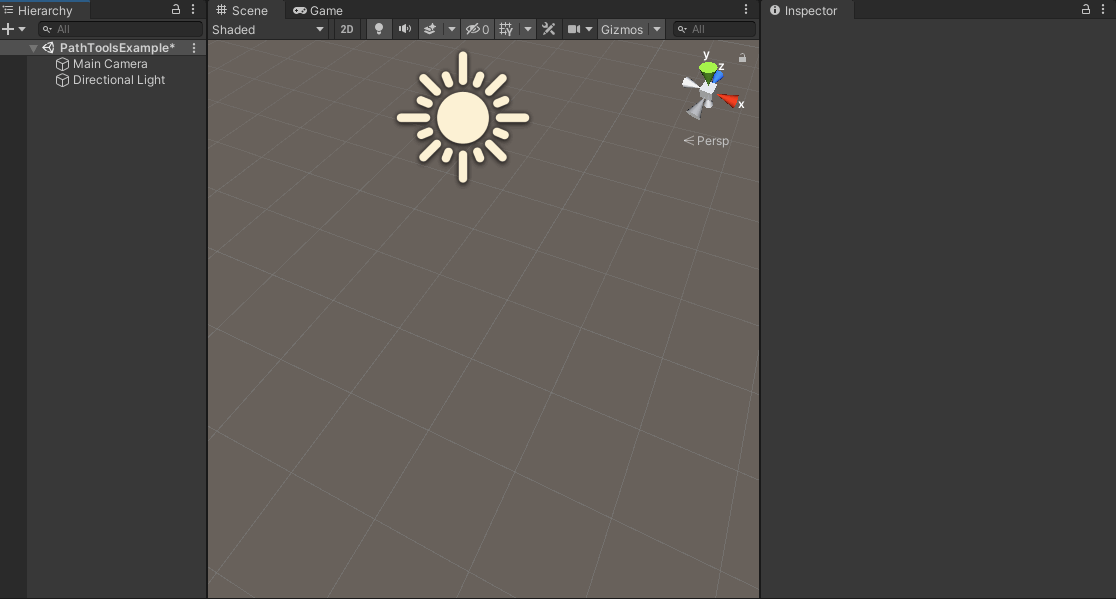 Hierarchy
All
PathToolsExample*
Main Camera
Directional Light
Scene
Game
Shaded
2D
0
Gizmos
All
y
z
x
Persp
Inspector